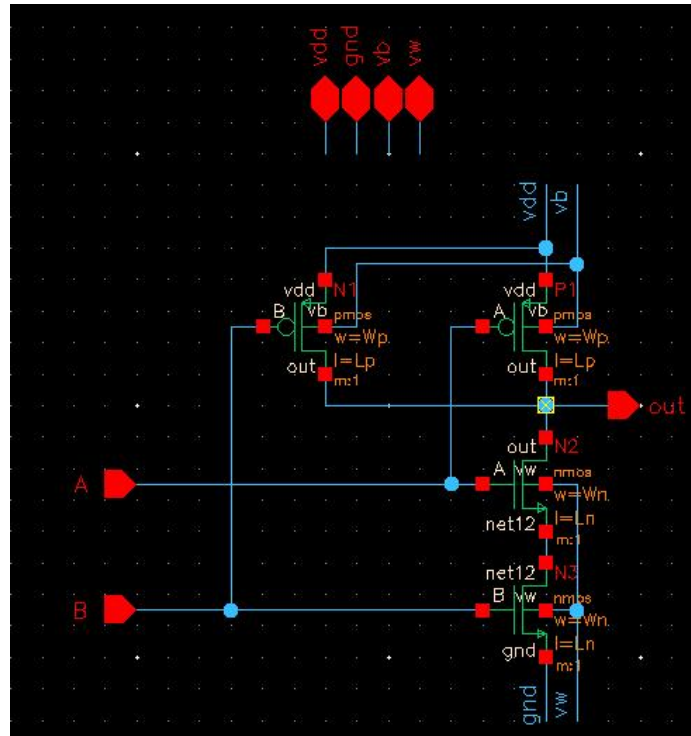 vdd gnd vb vw
vdd vb
vdd N1
B vb
pmos
w=Wp
l=Lp
out
m:1
vdd P1
A vb
pmos
w=Wp
l=Lp
out
m:1
out
out N2
A vw
nmos
w=Wn
l=Ln
net12
m:1
A
net12 N3
B vw
nmos
w=Wn
l=Ln
gnd
m:1
B
gnd vw